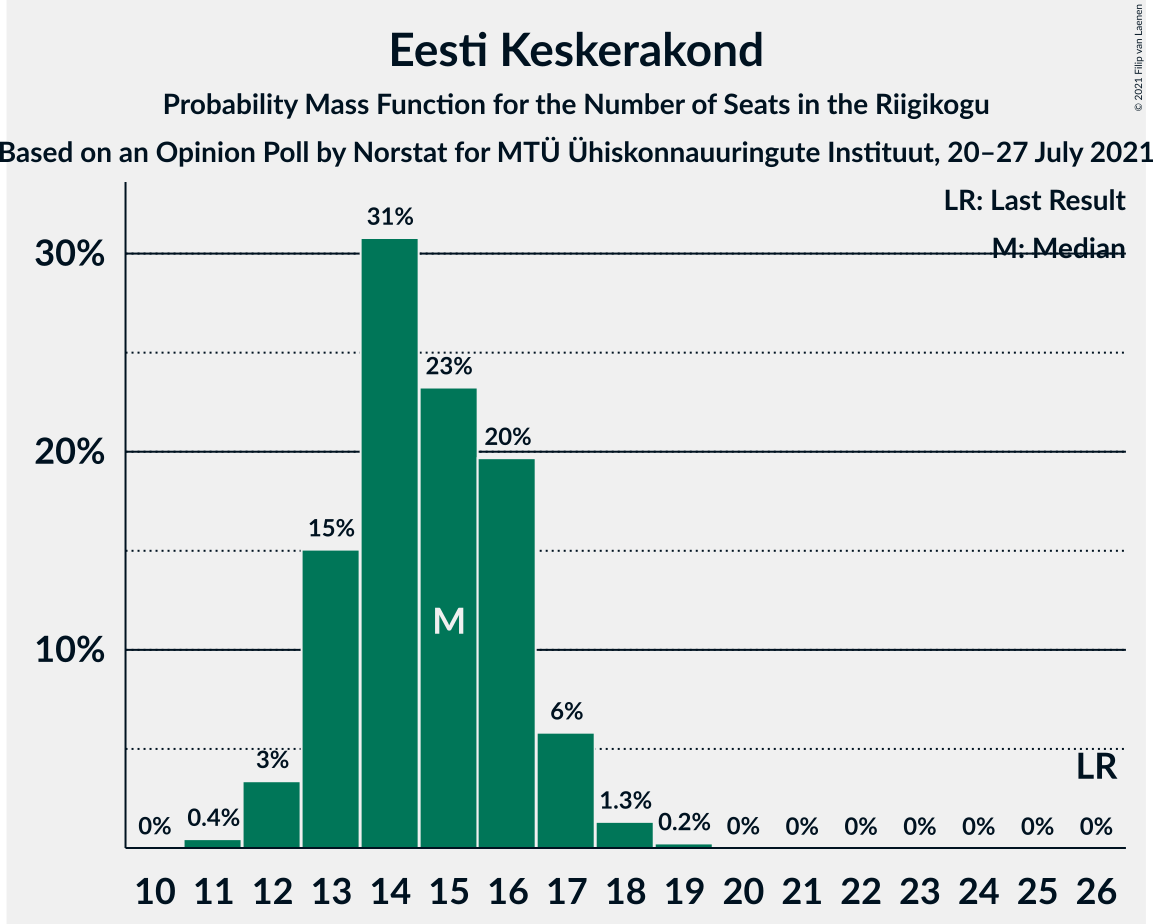 Eesti Keskerakond
Probability Mass Function for the Number of Seats in the Riigikogu
Based on an Opinion Poll by Norstat for MTÜ Ühiskonnauuringute Instituut, 20–27 July 2021
© 2021 Filip van Laenen
LR: Last Result
M: Median
30%
20%
10%
0%
0.4%
3%
15%
31%
23%
20%
6%
1.3%
0.2%
0%
0%
0%
0%
0%
0%
0%
M
LR
10 11 12 13 14 15 16 17 18 19 20 21 22 23 24 25 26